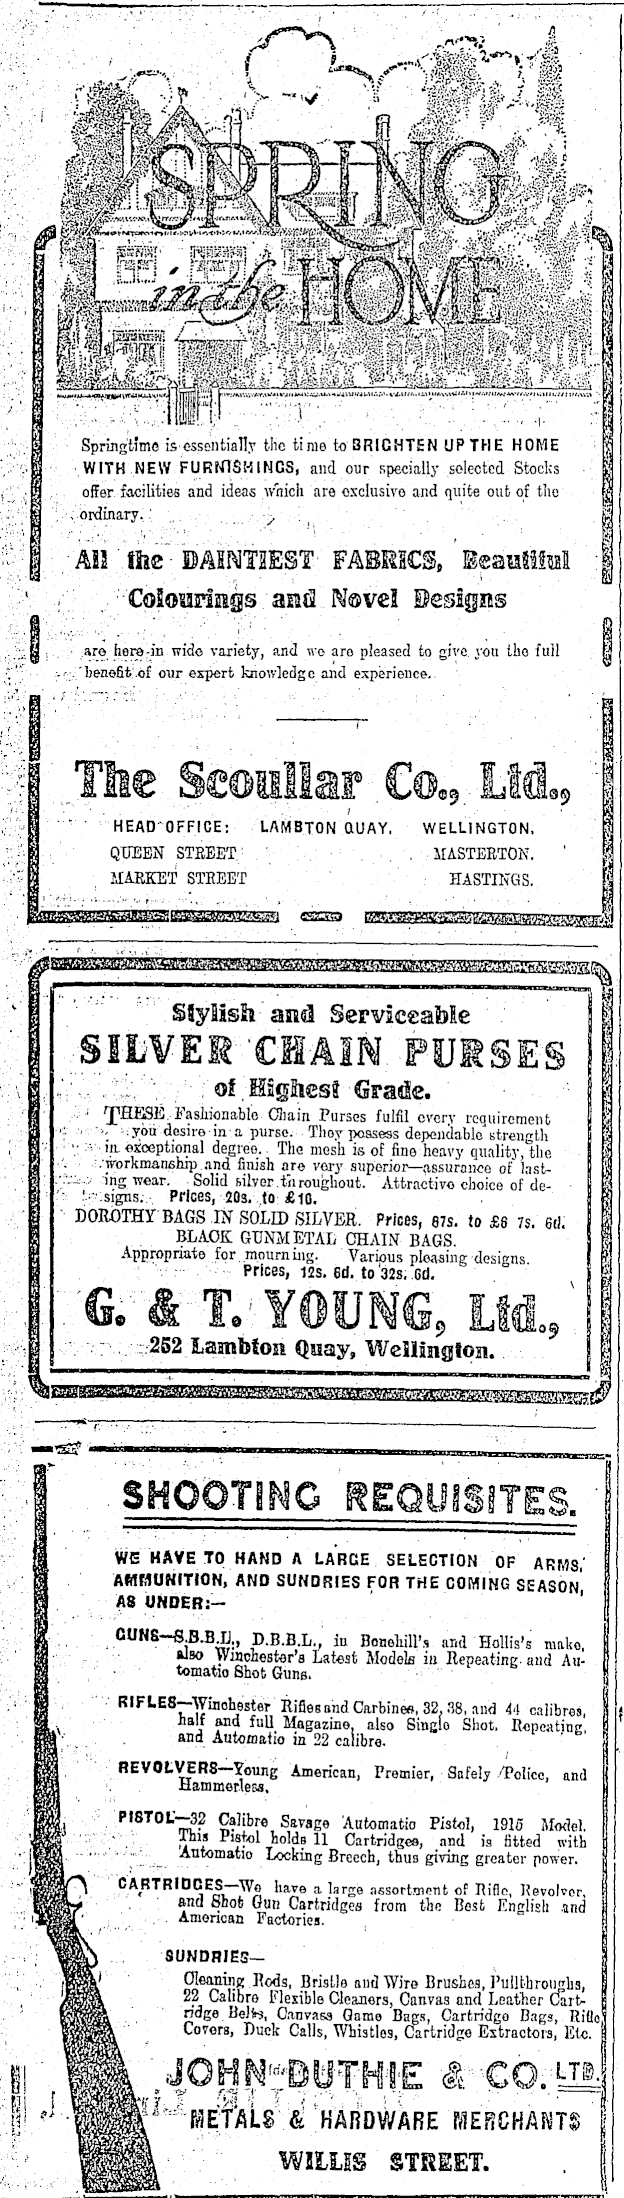 SPRING
in the HOME
Springtime is essentially the time to BRIGHTEN UP THE HOME
WITH NEW FURNISHINGS, and our specially selected Stocks
offer facilities and ideas which are exclusive and quite out of the
ordinary.
All the DAINTIEST FABRICS, Beautiful
Colourings and Novel Designs
are here in wide variety, and we are pleased to give you the full
benefit of our expert knowledge and experience.
The Scoullar Co., Ltd.,
HEAD OFFICE: LAMBTON QUAY, WELLINGTON.
QUEEN STREET MASTERTON.
MARKET STREET HASTINGS.
Stylish and Serviceable
SILVER CHAIN PURSES
of Highest Grade.
THESE Fashionable Chain Purses fulfil every requirement
you desire in a purse. They possess dependable strength
in exceptional degree. The mesh is of fine heavy quality, the
workmanship and finish are very superior—assurance of last-
ing wear. Solid silver throughout. Attractive choice of de-
signs. Prices, 20s. to £10.
DOROTHY BAGS IN SOLID SILVER. Prices, 67s. to £6 7s. 6d.
BLACK GUNMETAL CHAIN BAGS.
Appropriate for mourning. Various pleasing designs.
Prices, 12s. 6d. to 32s. 6d.
G. & T. YOUNG, Ltd.,
252 Lambton Quay, Wellington.
SHOOTING REQUISITES.
WE HAVE TO HAND A LARGE SELECTION OF ARMS,
AMMUNITION, AND SUNDRIES FOR THE COMING SEASON,
AS UNDER:—
GUNS—S.B.B.L., D.B.B.L., in Bonehill's and Hollis's make,
also Winchester's Latest Models in Repeating and Au-
tomatic Shot Guns.
RIFLES—Winchester Rifles and Carbines, 32, 38, and 44 calibres,
half and full Magazine, also Single Shot, Repeating,
and Automatic in 22 calibre.
REVOLVERS—Young American, Premier, Safely Police, and
Hammerless.
PISTOL—32 Calibre Savage Automatic Pistol, 1915 Model.
This Pistol holds 11 Cartridges, and is fitted with
Automatic Locking Breech, thus giving greater power.
CARTRIDGES—We have a large assortment of Rifle, Revolver,
and Shot Gun Cartridges from the Best English and
American Factories.
SUNDRIES—
Cleaning Rods, Bristle and Wire Brushes, Pullthroughs,
22 Calibre Flexible Cleaners, Canvas and Leather Cart-
ridge Belts, Canvass Game Bags, Cartridge Bags, Rifle
Covers, Duck Calls, Whistles, Cartridge Extractors, Etc.
JOHN DUTHIE & CO. LTD.
METALS & HARDWARE MERCHANTS
WILLIS STREET.